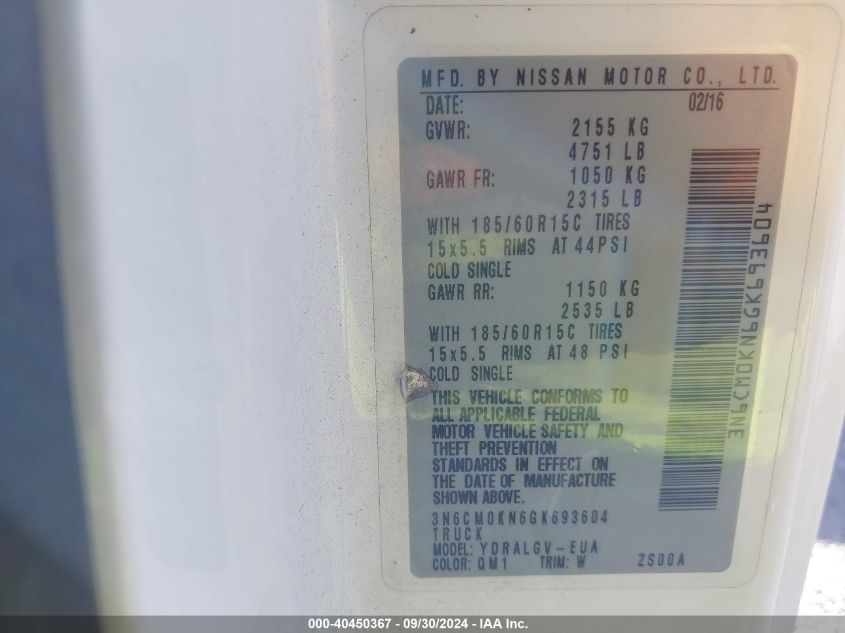 MFD. BY NISSAN MOTOR CO., LTD.
DATE: 02/16
GVWR: 2155 KG
4751 LB
GAWR FR: 1050 KG
2315 LB
WITH 185/60R15C TIRES
15x5.5 RIMS AT 44PSI
COLD SINGLE
GAWR RR: 1150 KG
2535 LB
WITH 185/60R15C TIRES
15x5.5 RIMS AT 48 PSI
COLD SINGLE
THIS VEHICLE CONFORMS TO
ALL APPLICABLE FEDERAL
MOTOR VEHICLE SAFETY AND
THEFT PREVENTION
STANDARDS IN EFFECT ON
THE DATE OF MANUFACTURE
SHOWN ABOVE.
3N6CM0KN6GK693604
TRUCK
MODEL: YDRALGV-EUA
COLOR: QM1 TRIM: W ZS00A
3N6CM0KN6GK693604
000-40450367 - 09/30/2024 - IAA Inc.